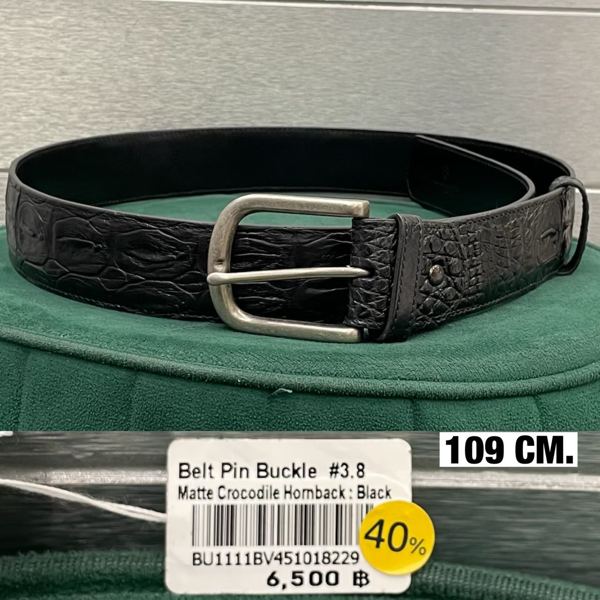 109 CM.
Belt Pin Buckle #3.8
Matte Crocodile Hornback : Black
BU1111BV451018229
40%
6,500 ฿